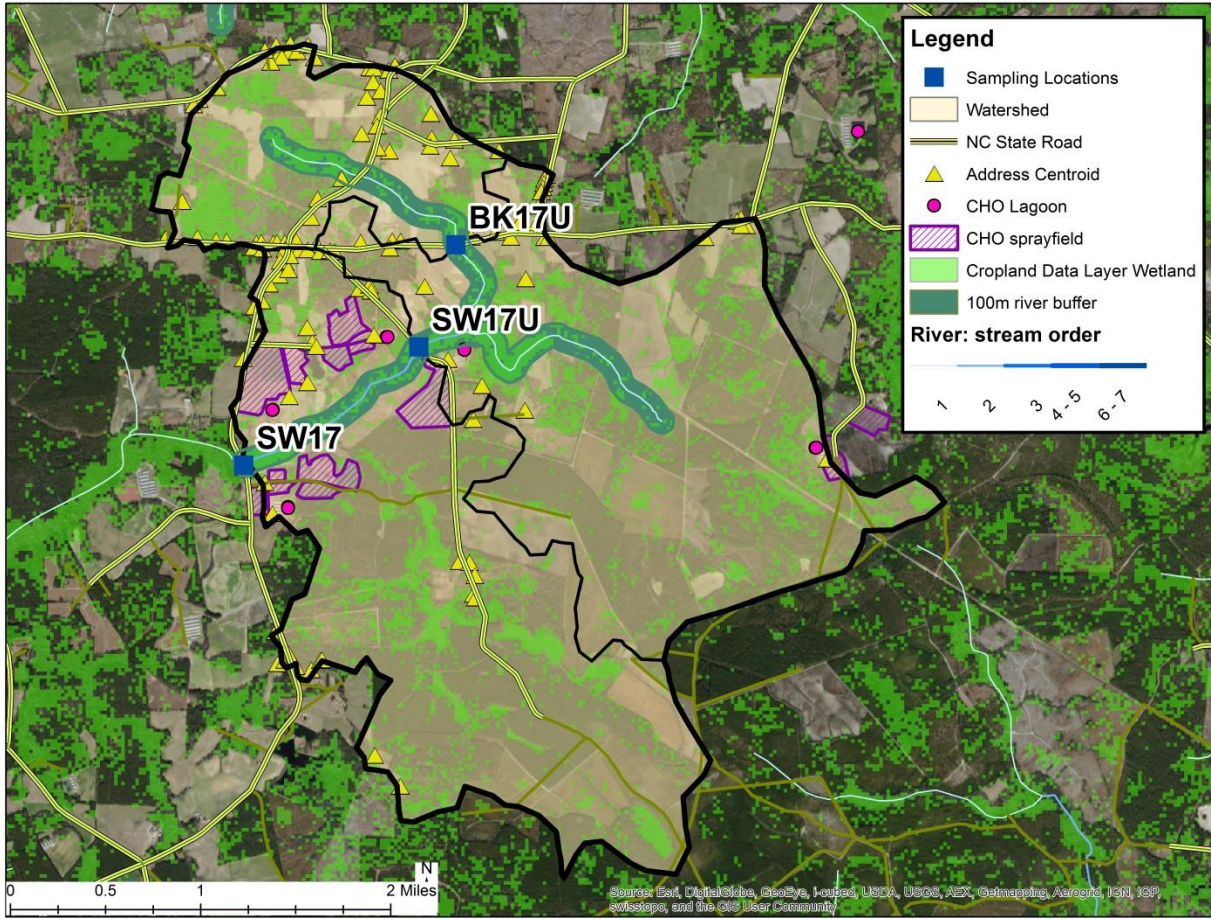 Legend
Sampling Locations
Watershed
NC State Road
Address Centroid
CHO Lagoon
CHO sprayfield
Cropland Data Layer Wetland
100m river buffer
River: stream order
1
2
3
4 - 5
6 - 7
BK17U
SW17U
SW17
N
0 0.5 1 2 Miles
Source: Esri, DigitalGlobe, GeoEye, i-cubed, USDA, USGS, AEX, Getmapping, Aerogrid, IGN, IGP,
swisstopo, and the GIS User Community